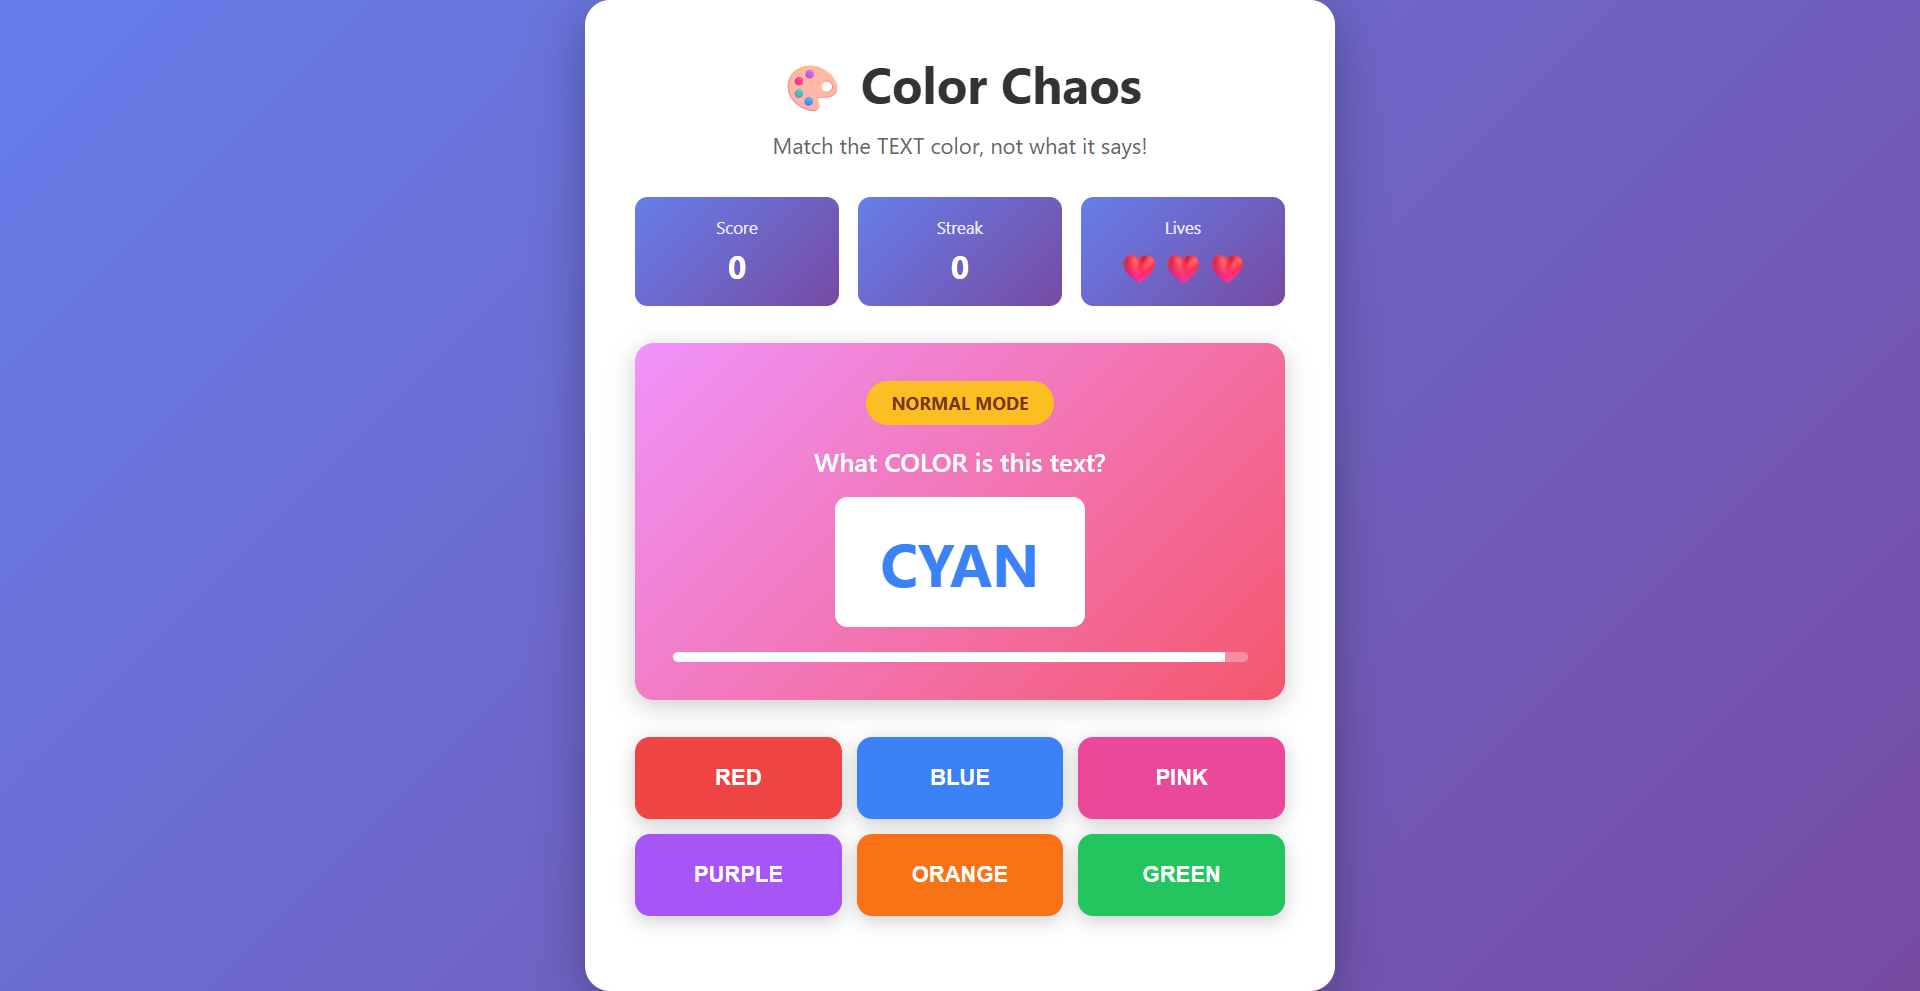 Color Chaos
Match the TEXT color, not what it says!
Score
0
Streak
0
Lives
NORMAL MODE
What COLOR is this text?
CYAN
RED
BLUE
PINK
PURPLE
ORANGE
GREEN